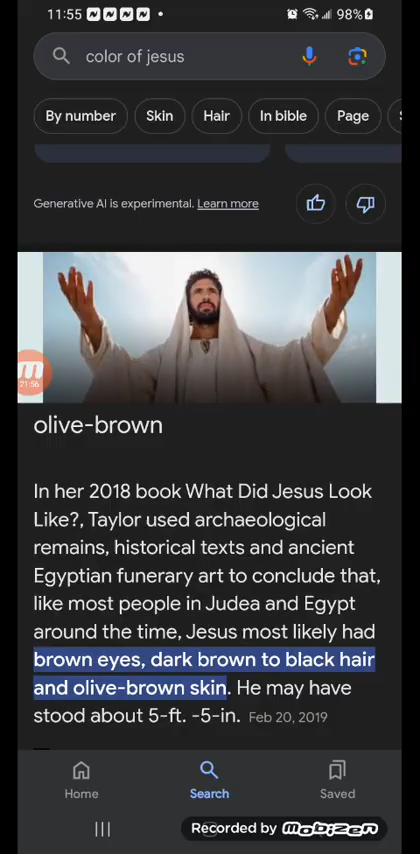 11:55 98%
color of jesus
By number Skin Hair In bible Page
Generative AI is experimental. Learn more
21:56
olive-brown
In her 2018 book What Did Jesus Look
Like?, Taylor used archaeological
remains, historical texts and ancient
Egyptian funerary art to conclude that,
like most people in Judea and Egypt
around the time, Jesus most likely had
brown eyes, dark brown to black hair
and olive-brown skin. He may have
stood about 5-ft. -5-in. Feb 20, 2019
Home Search Saved
Recorded by mobizen